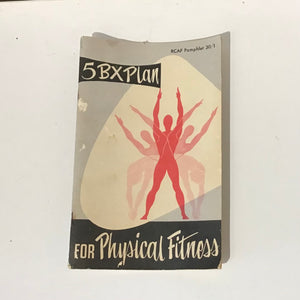 RCAF Pamphlet 30/1
5BX Plan
FOR Physical Fitness